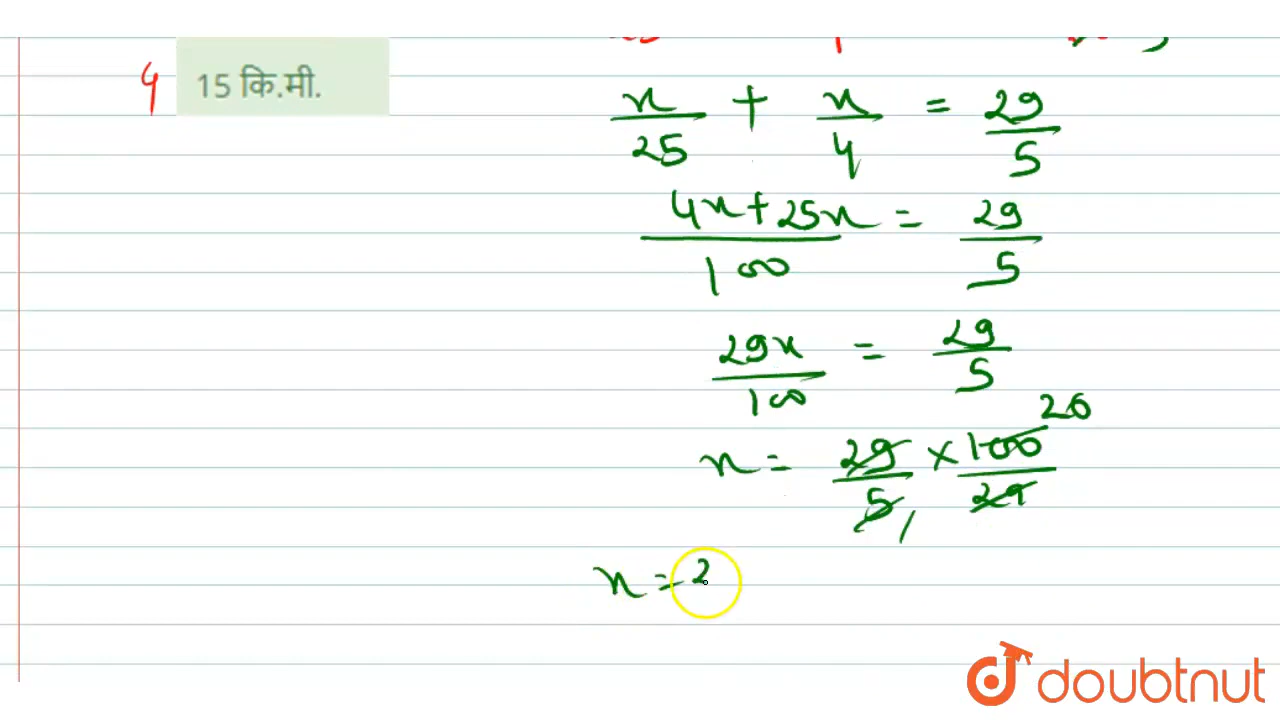 4 15 कि.मी.
x/25 + x/4 = 29/5
4x+25x/100 = 29/5
29x/100 = 29/5
20
x = 29/5 × 100/29
1
x = 2
doubtnut